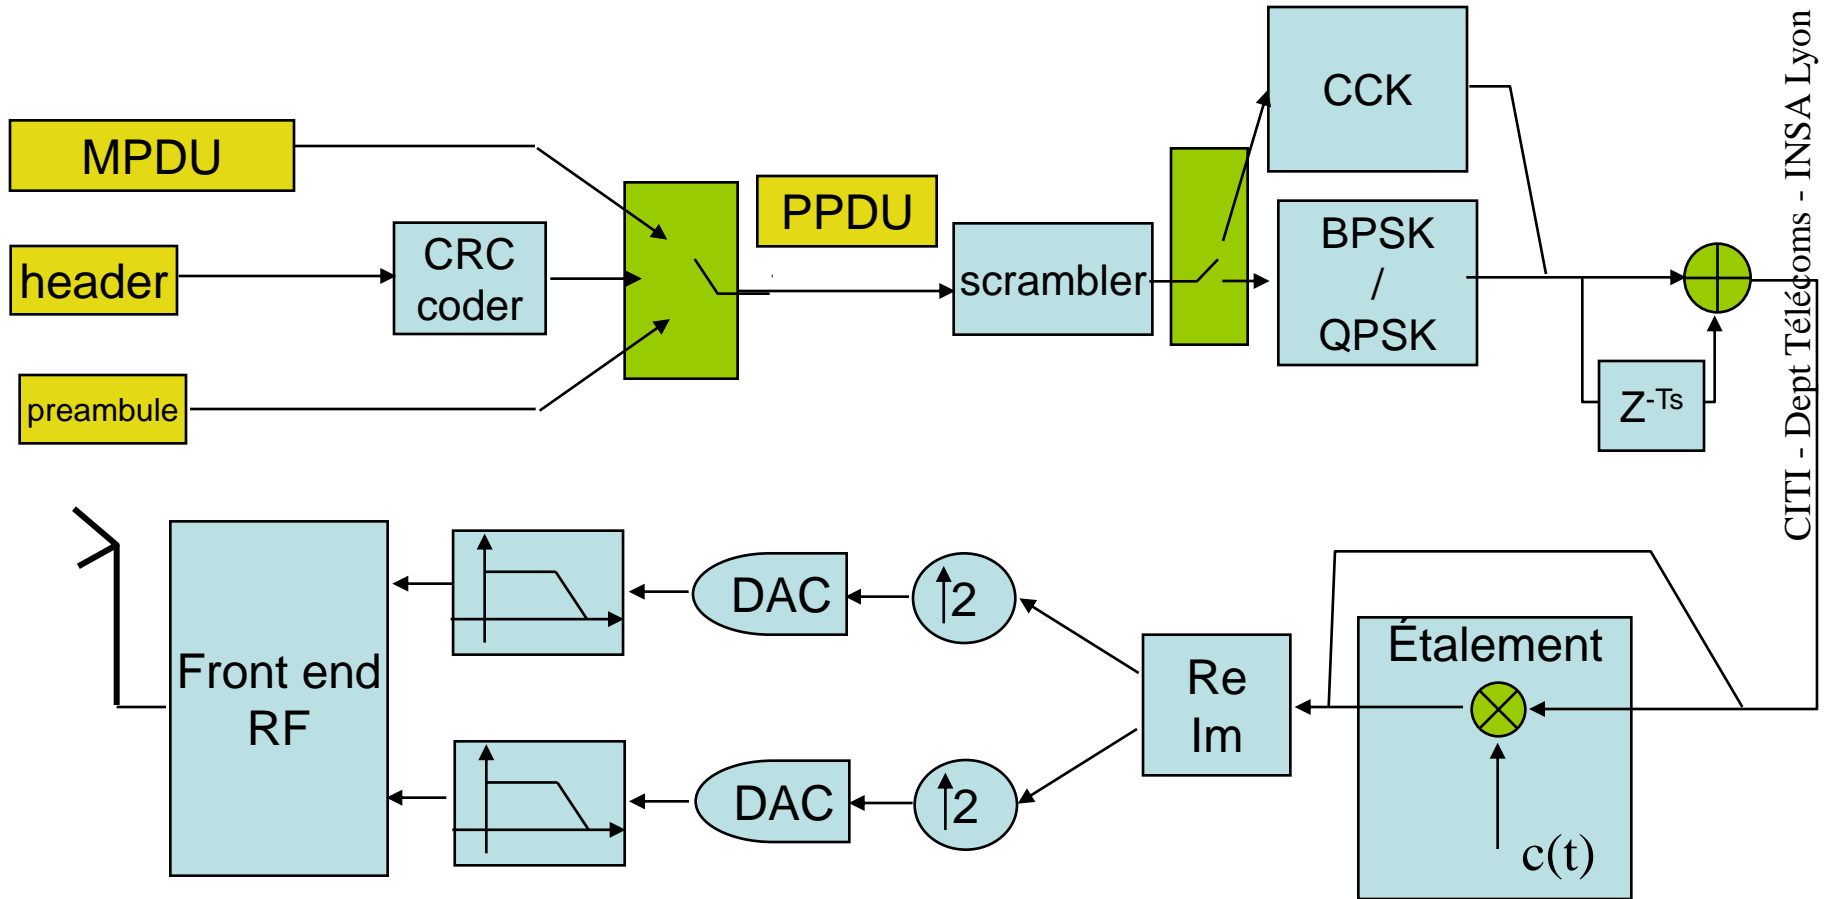 MPDU
header
preambule
CRC
coder
PPDU
scrambler
CCK
BPSK
/
QPSK
Z-Ts
CITI - Dept Télécoms - INSA Lyon
Front end
RF
DAC
2
DAC
2
Re
Im
Étalement
c(t)